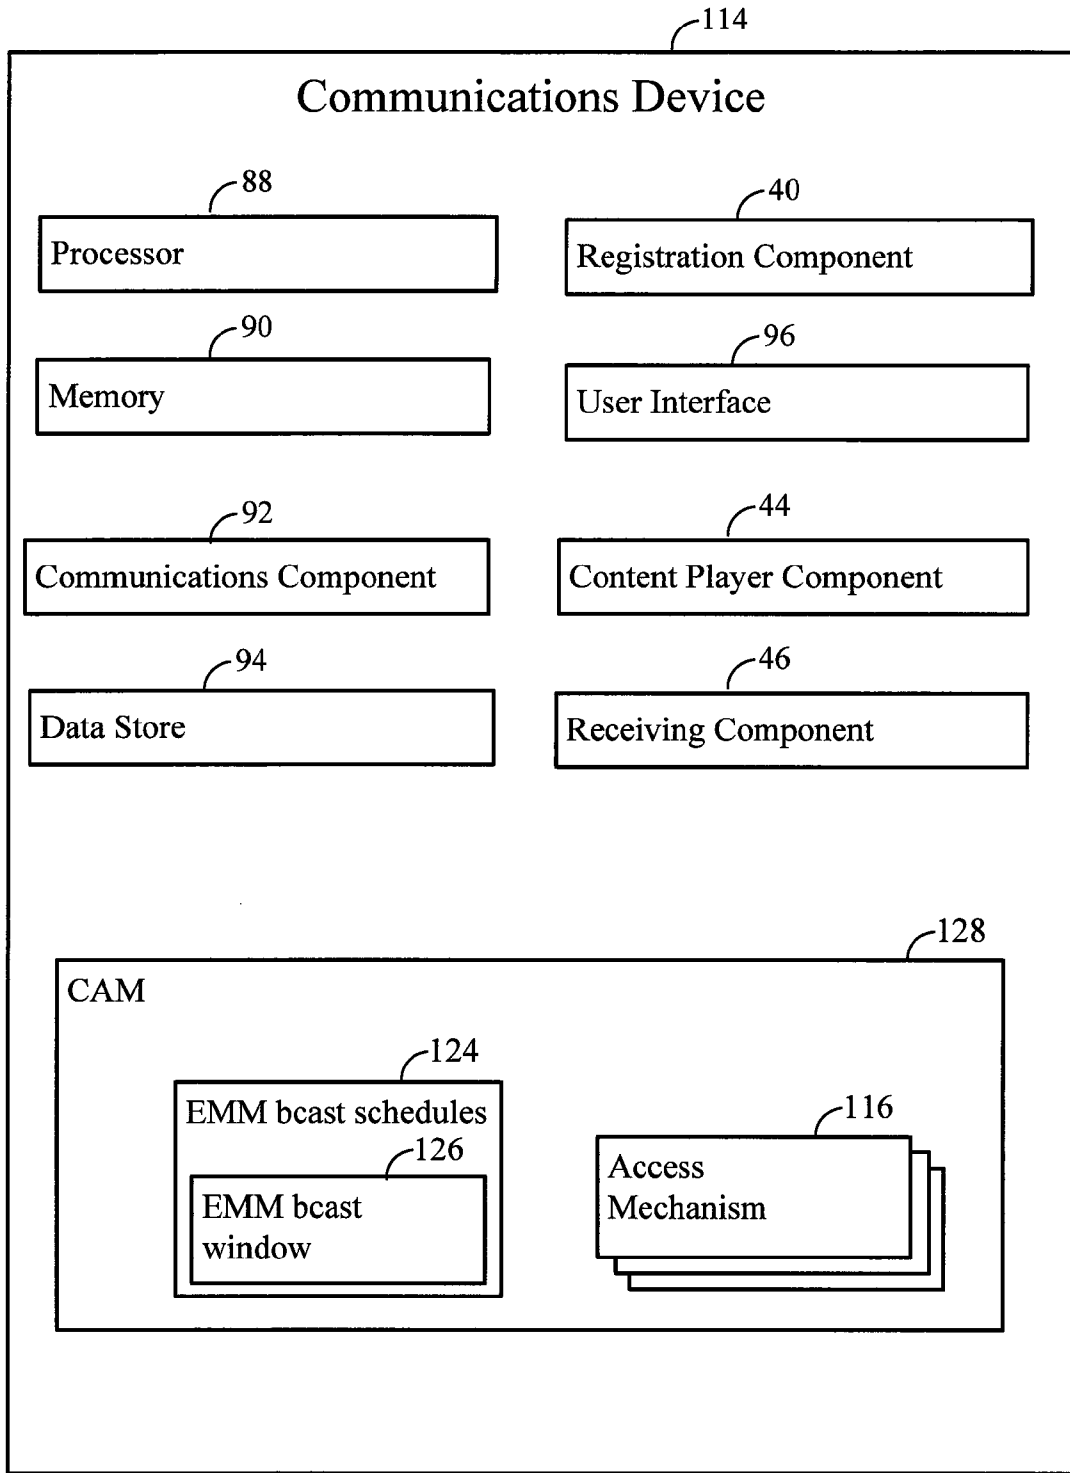 114
Communications Device
88
40
Processor
Registration Component
90
96
Memory
User Interface
92
44
Communications Component
Content Player Component
94
46
Data Store
Receiving Component
128
CAM
124
EMM bcast schedules
116
126
Access
Mechanism
EMM bcast
window